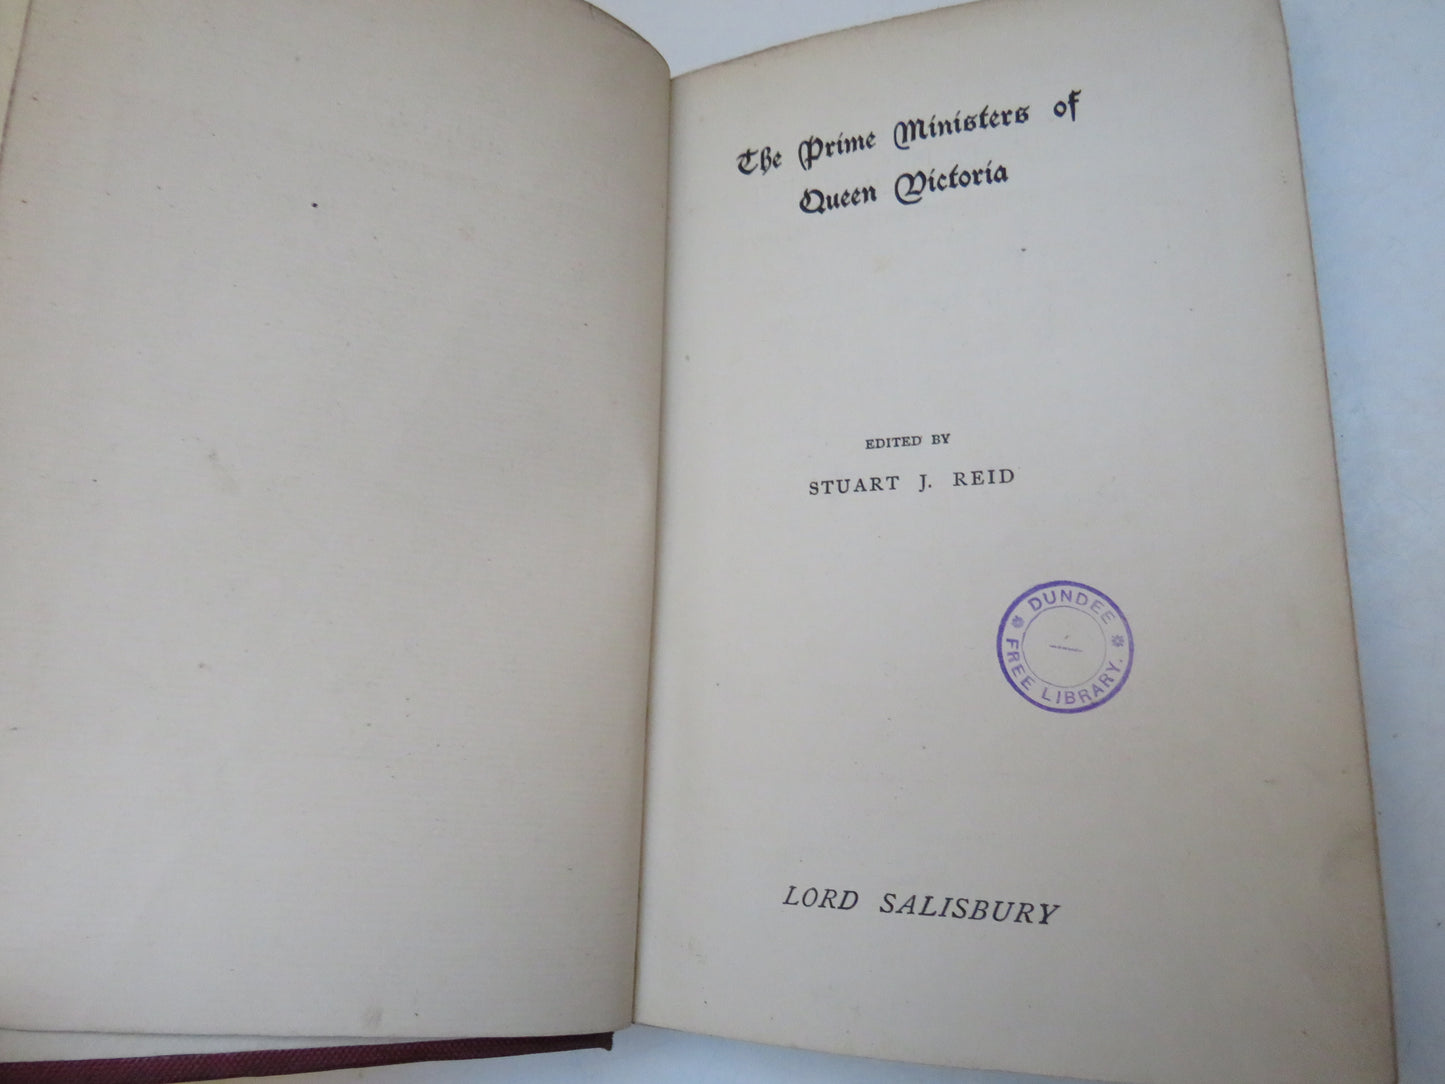 The Prime Ministers of
Queen Victoria
EDITED BY
STUART J. REID
DUNDEE
FREE LIBRARY.
LORD SALISBURY